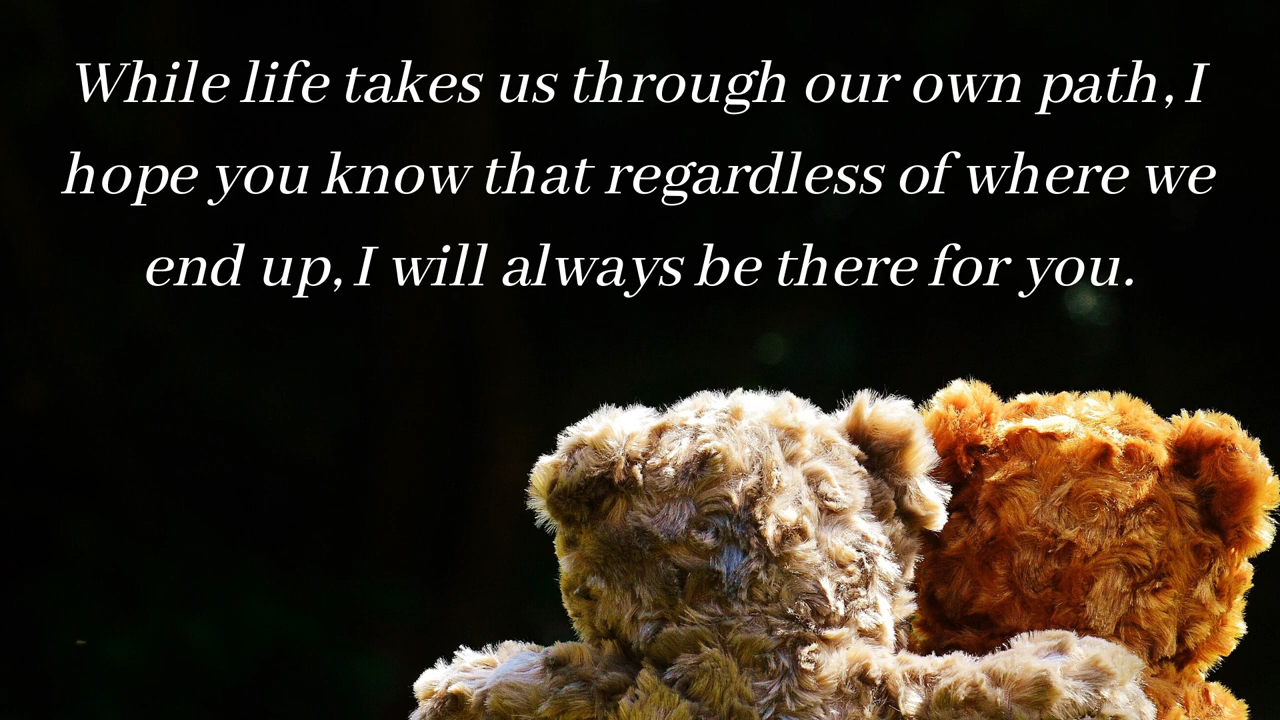 While life takes us through our own path, I
hope you know that regardless of where we
end up, I will always be there for you.